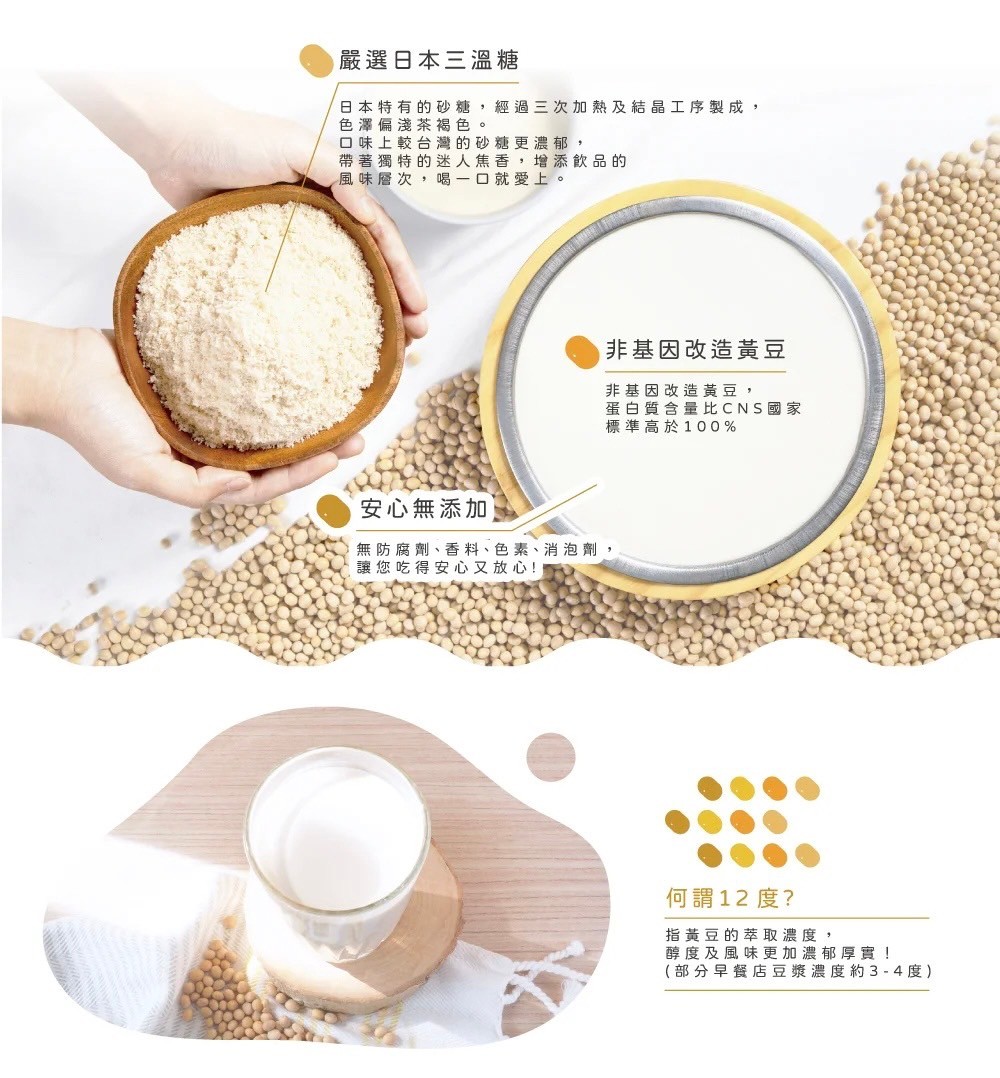 嚴選日本三溫糖
日本特有的砂糖，經過三次加熱及結晶工序製成，
色澤偏淺茶褐色。
口味上較台灣的砂糖更濃郁，
帶著獨特的迷人焦香，增添飲品的
風味層次，喝一口就愛上。
非基因改造黃豆
非基因改造黃豆，
蛋白質含量比CNS國家
標準高於100%
安心無添加
無防腐劑、香料、色素、消泡劑，
讓您吃得安心又放心!
何謂12度?
指黃豆的萃取濃度，
醇度及風味更加濃郁厚實！
(部分早餐店豆漿濃度約3-4度)